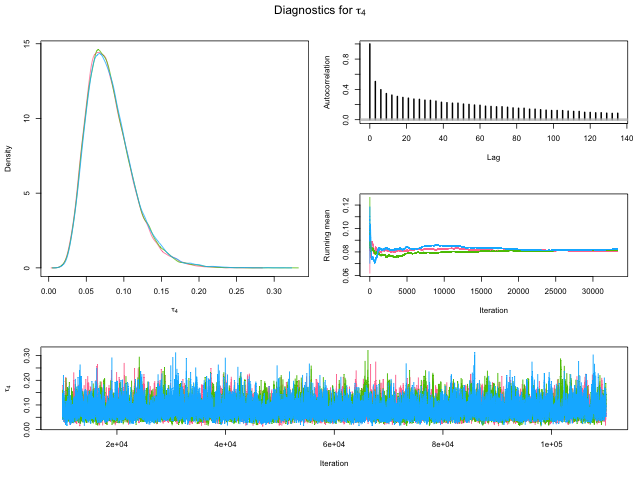 Diagnostics for τ4
Density
15
10
5
0
0.00 0.05 0.10 0.15 0.20 0.25 0.30
τ4
Autocorrelation
0.8
0.4
0.0
0 20 40 60 80 100 120 140
Lag
Running mean
0.12
0.10
0.08
0.06
0 5000 10000 15000 20000 25000 30000
Iteration
τ4
0.30
0.20
0.10
0.00
2e+04 4e+04 6e+04 8e+04 1e+05
Iteration